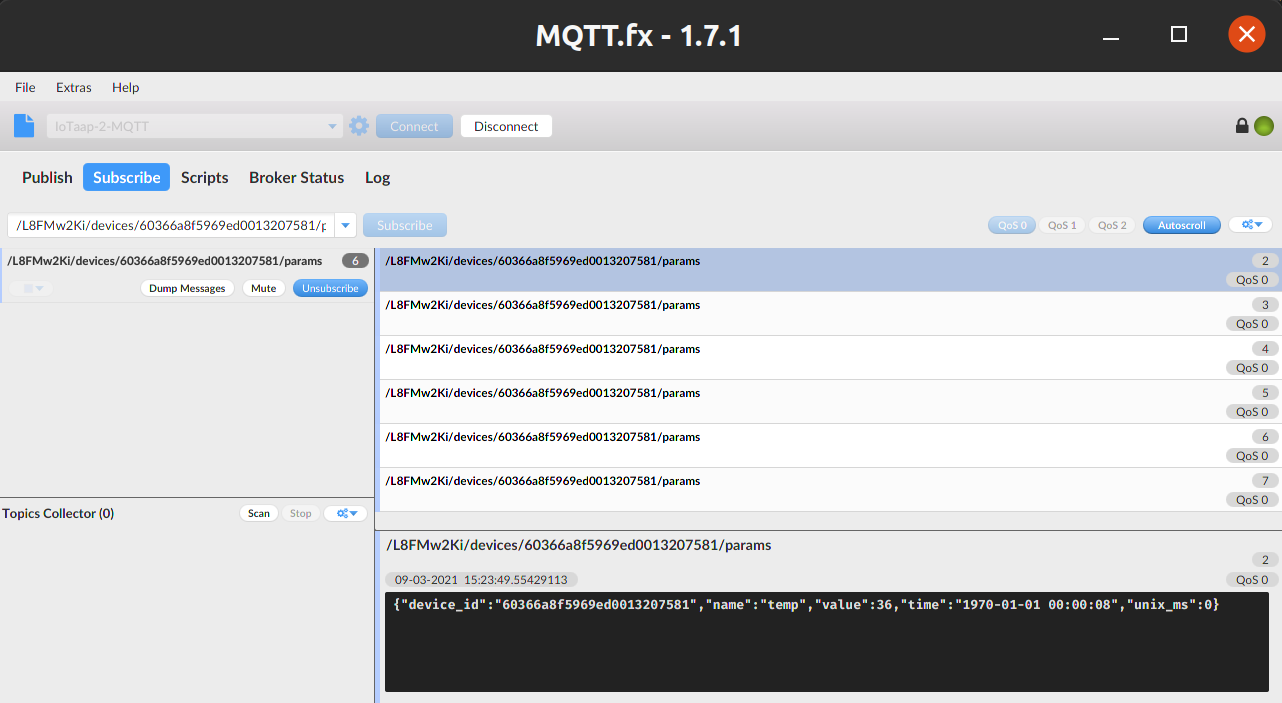 MQTT.fx - 1.7.1
File Extras Help
IoTaap-2-MQTT Connect Disconnect
Publish Subscribe Scripts Broker Status Log
/L8FMw2Ki/devices/60366a8f5969ed0013207581/p Subscribe QoS 0 QoS 1 QoS 2 Autoscroll
/L8FMw2Ki/devices/60366a8f5969ed0013207581/params 6
Dump Messages Mute Unsubscribe
/L8FMw2Ki/devices/60366a8f5969ed0013207581/params 2
QoS 0
/L8FMw2Ki/devices/60366a8f5969ed0013207581/params 3
QoS 0
/L8FMw2Ki/devices/60366a8f5969ed0013207581/params 4
QoS 0
/L8FMw2Ki/devices/60366a8f5969ed0013207581/params 5
QoS 0
/L8FMw2Ki/devices/60366a8f5969ed0013207581/params 6
QoS 0
/L8FMw2Ki/devices/60366a8f5969ed0013207581/params 7
QoS 0
Topics Collector (0) Scan Stop
/L8FMw2Ki/devices/60366a8f5969ed0013207581/params
2
09-03-2021 15:23:49.55429113 QoS 0
{"device_id":"60366a8f5969ed0013207581","name":"temp","value":36,"time":"1970-01-01 00:00:08","unix_ms":0}